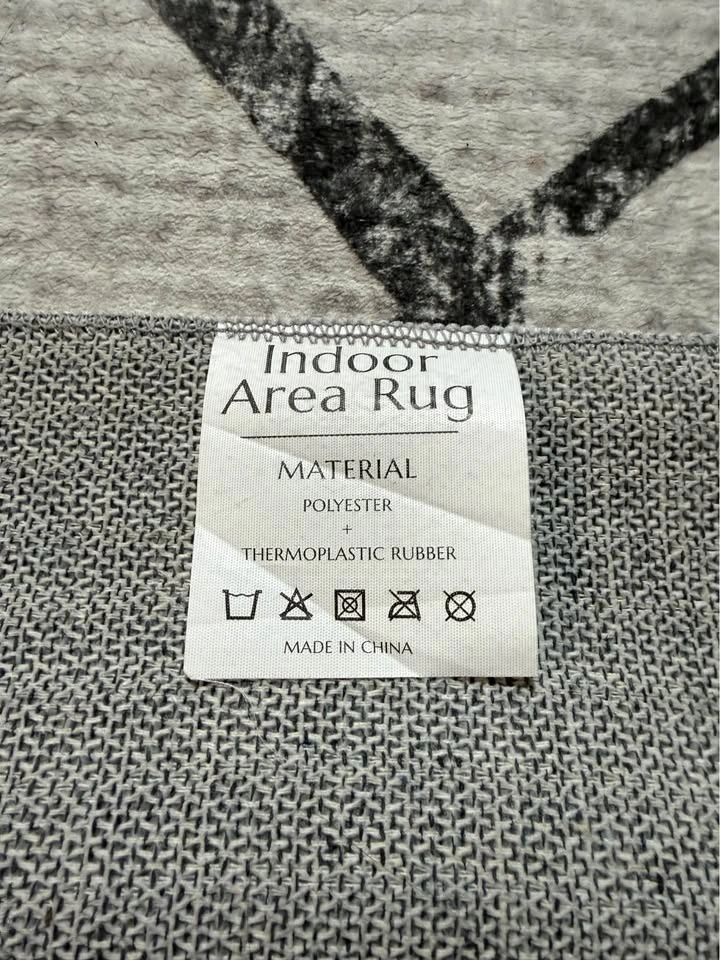 Indoor
Area Rug
MATERIAL
POLYESTER
+
THERMOPLASTIC RUBBER
MADE IN CHINA